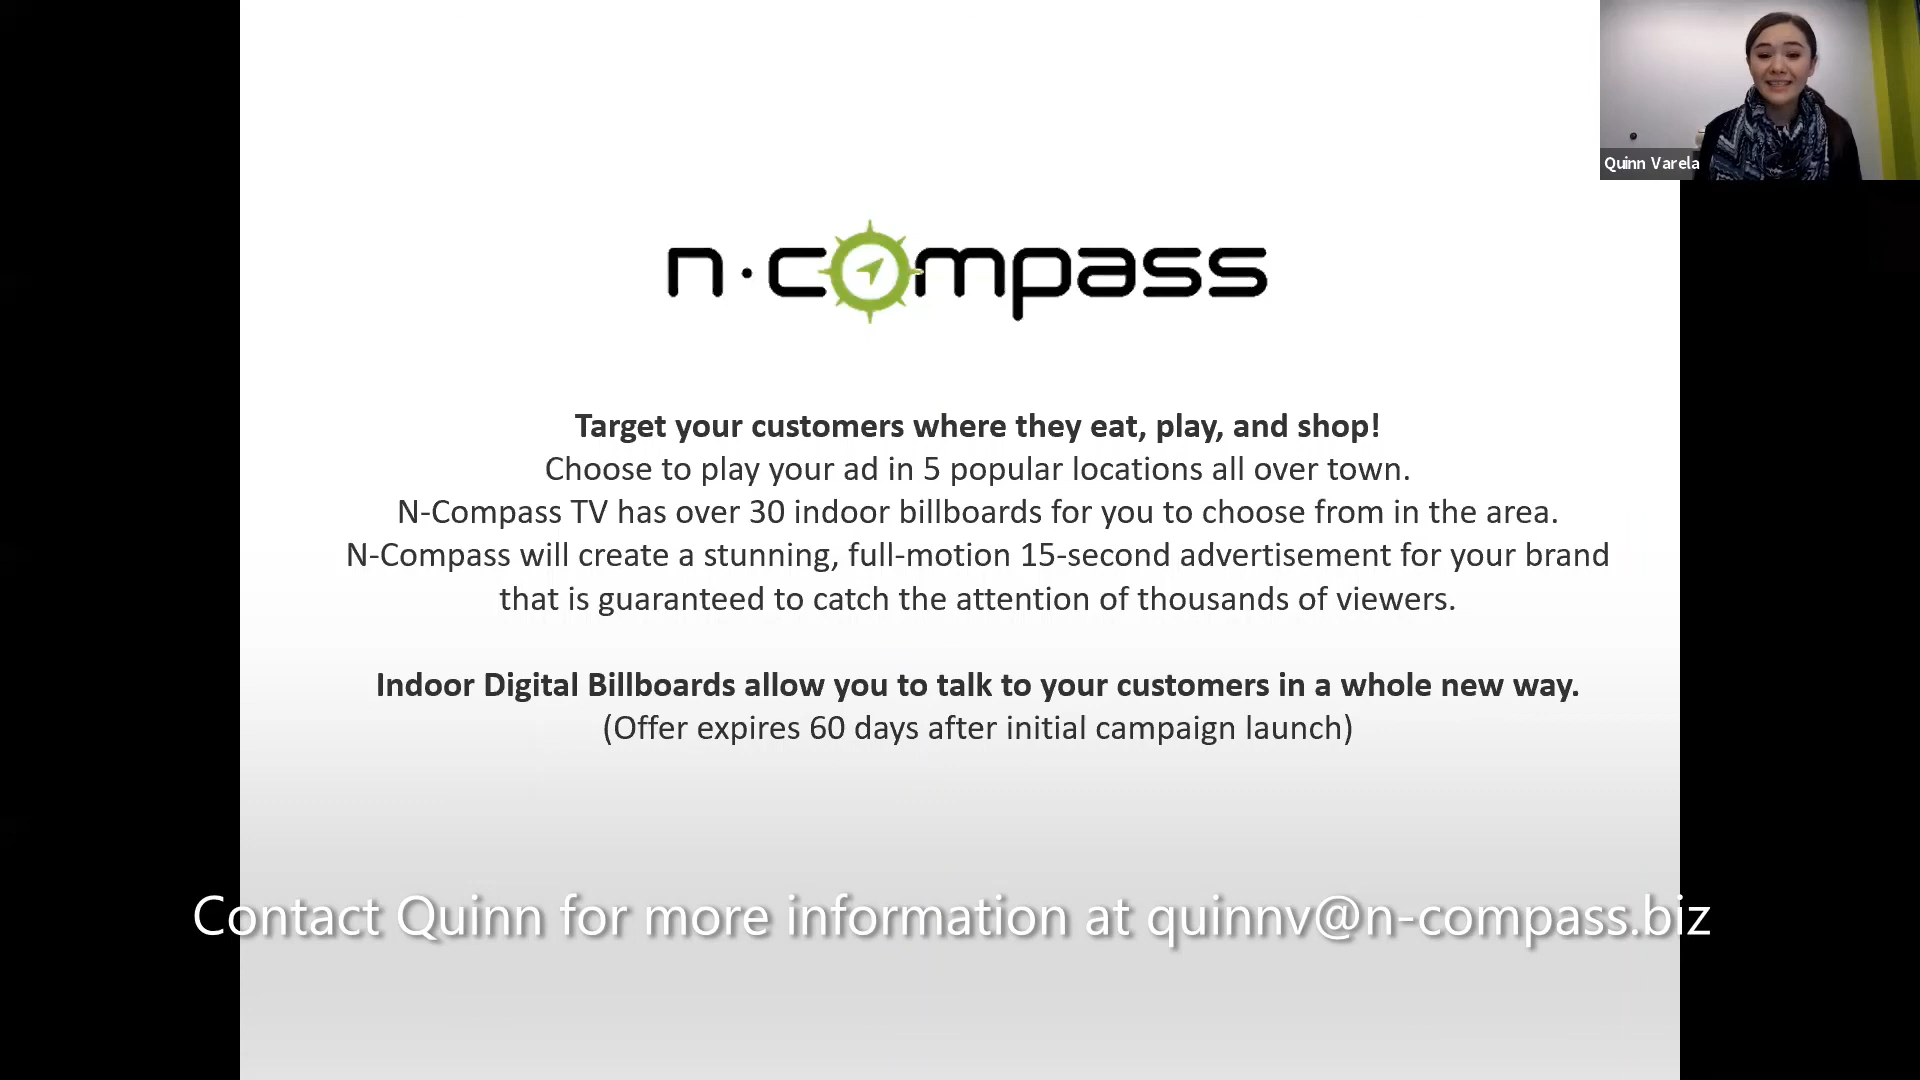 Quinn Varela
n·compass
Target your customers where they eat, play, and shop!
Choose to play your ad in 5 popular locations all over town.
N-Compass TV has over 30 indoor billboards for you to choose from in the area.
N-Compass will create a stunning, full-motion 15-second advertisement for your brand
that is guaranteed to catch the attention of thousands of viewers.
Indoor Digital Billboards allow you to talk to your customers in a whole new way.
(Offer expires 60 days after initial campaign launch)
Contact Quinn for more information at quinnv@n-compass.biz